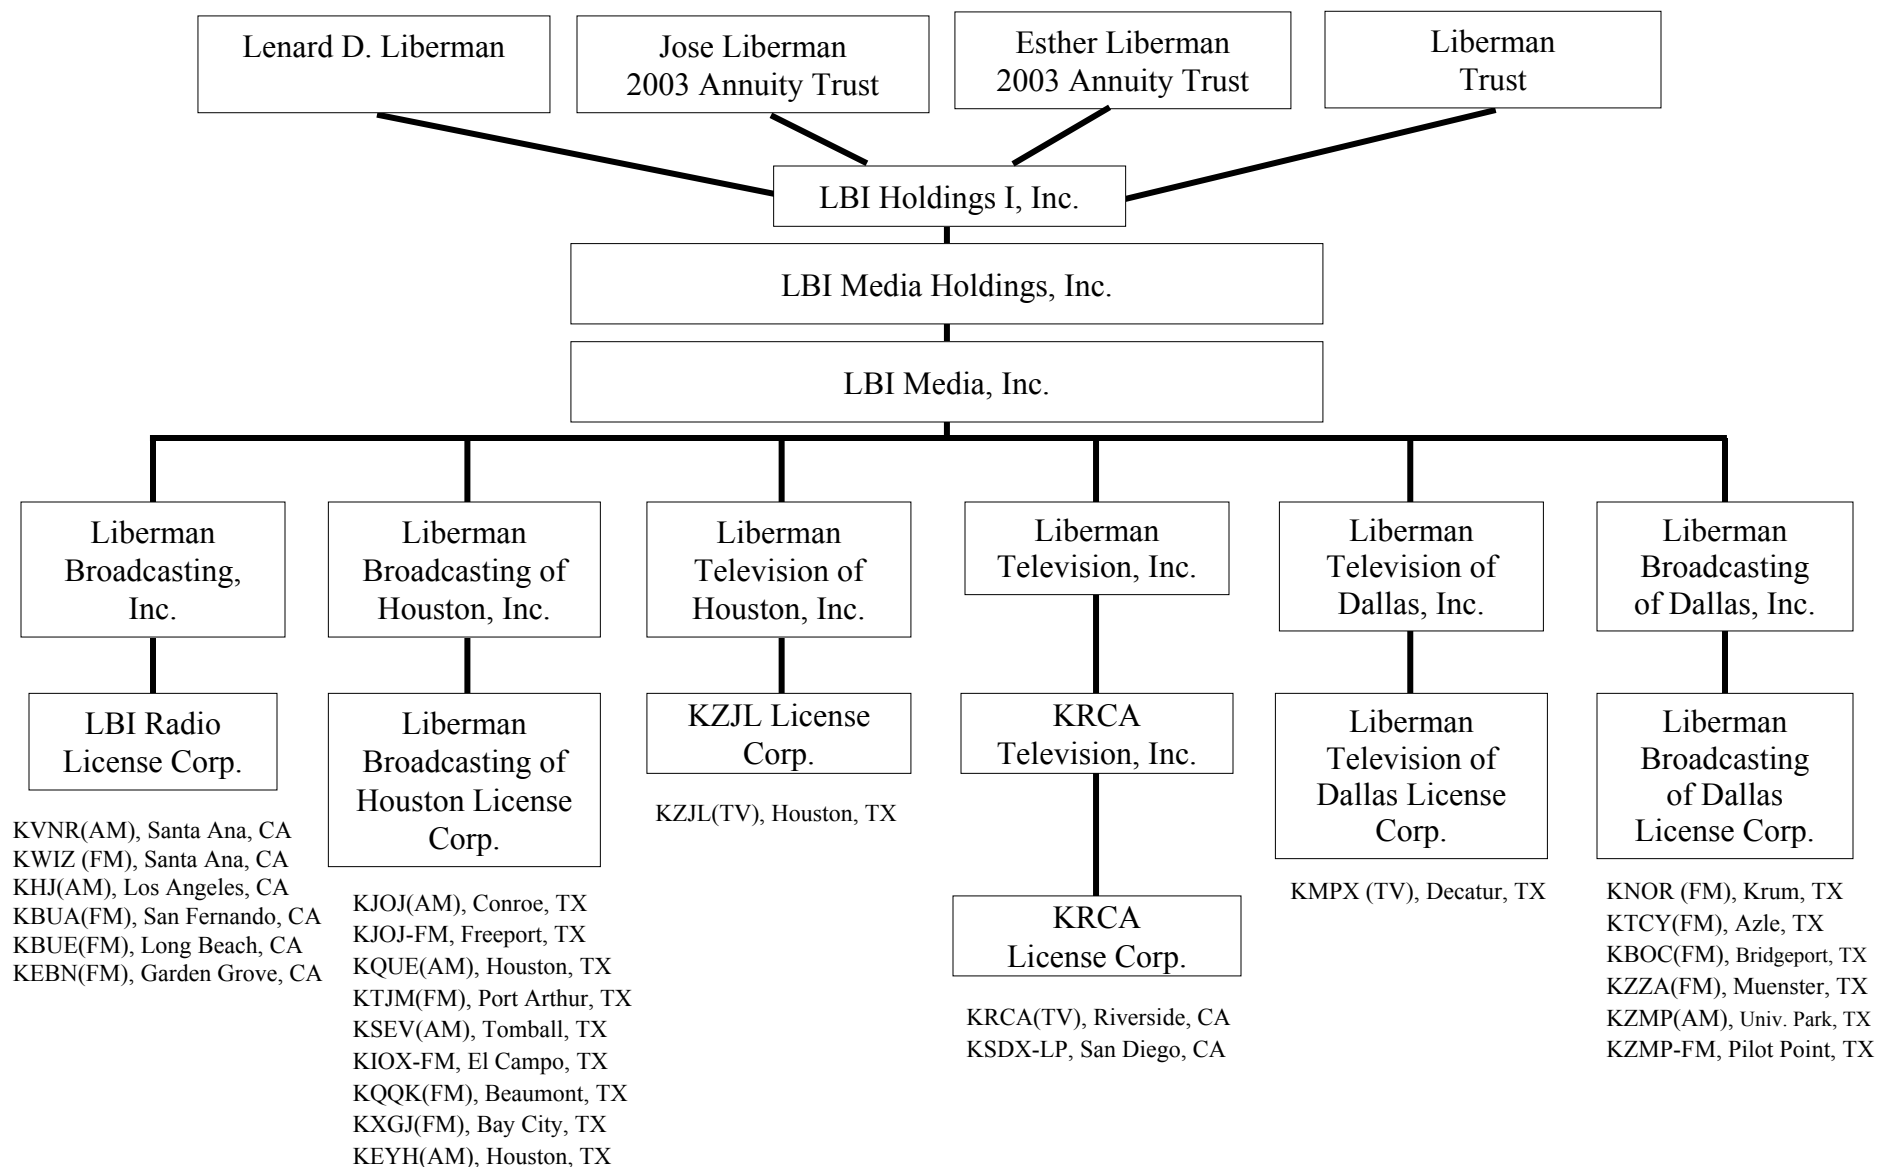 Lenard D. Liberman
Jose Liberman
2003 Annuity Trust
Esther Liberman
2003 Annuity Trust
Liberman
Trust
LBI Holdings I, Inc.
LBI Media Holdings, Inc.
LBI Media, Inc.
Liberman
Broadcasting,
Inc.
Liberman
Broadcasting of
Houston, Inc.
Liberman
Television of
Houston, Inc.
Liberman
Television, Inc.
Liberman
Television of
Dallas, Inc.
Liberman
Broadcasting
of Dallas, Inc.
LBI Radio
License Corp.
KVNR(AM), Santa Ana, CA
KWIZ (FM), Santa Ana, CA
KHJ(AM), Los Angeles, CA
KBUA(FM), San Fernando, CA
KBUE(FM), Long Beach, CA
KEBN(FM), Garden Grove, CA
Liberman
Broadcasting of
Houston License
Corp.
KJOJ(AM), Conroe, TX
KJOJ-FM, Freeport, TX
KQUE(AM), Houston, TX
KTJM(FM), Port Arthur, TX
KSEV(AM), Tomball, TX
KIOX-FM, El Campo, TX
KQQK(FM), Beaumont, TX
KXGJ(FM), Bay City, TX
KEYH(AM), Houston, TX
KZJL License
Corp.
KZJL(TV), Houston, TX
KRCA
Television, Inc.
KRCA
License Corp.
KRCA(TV), Riverside, CA
KSDX-LP, San Diego, CA
Liberman
Television of
Dallas License
Corp.
KMPX (TV), Decatur, TX
Liberman
Broadcasting
of Dallas
License Corp.
KNOR (FM), Krum, TX
KTCY(FM), Azle, TX
KBOC(FM), Bridgeport, TX
KZZA(FM), Muenster, TX
KZMP(AM), Univ. Park, TX
KZMP-FM, Pilot Point, TX